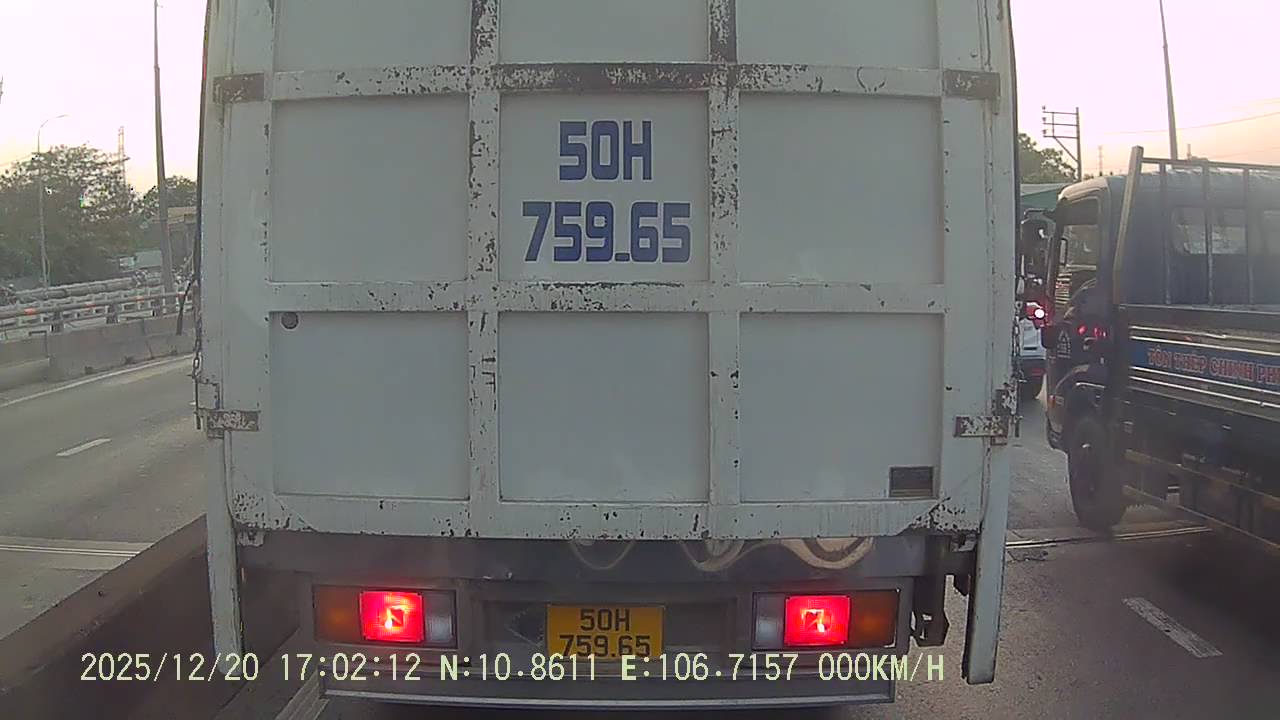 50H
759.65
TÔN THÉP CHINH PH
50H
759.65
2025/12/20 17:02:12 N:10.8611 E:106.7157 000KM/H